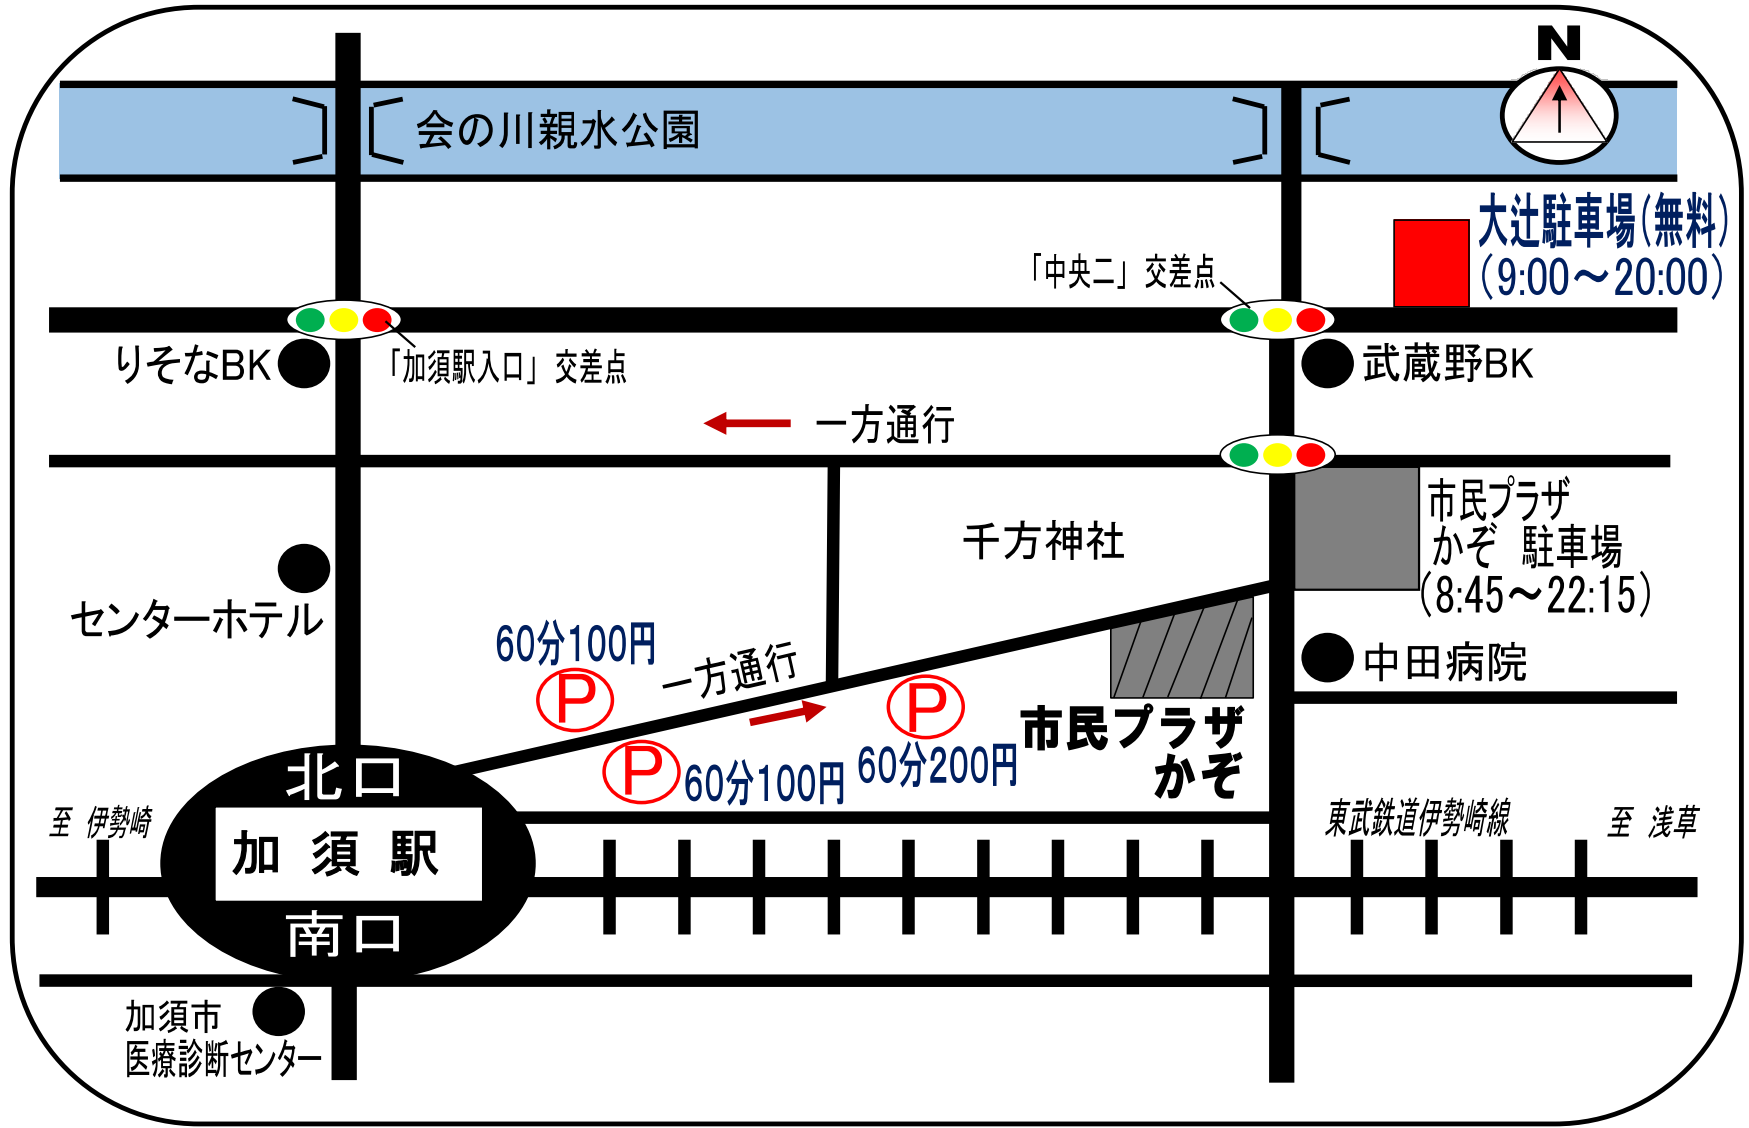 N
会の川親水公園
大辻駐車場(無料)
(9:00～20:00)
「中央二」交差点
りそなBK
「加須駅入口」交差点
武蔵野BK
一方通行
市民プラザ
かぞ 駐車場
(8:45～22:15)
千方神社
センターホテル
60分100円
P
一方通行
中田病院
P
60分200円
市民プラザ
かぞ
P
60分100円
北口
至 伊勢崎
加 須 駅
東武鉄道伊勢崎線
至 浅草
南口
加須市
医療診断センター